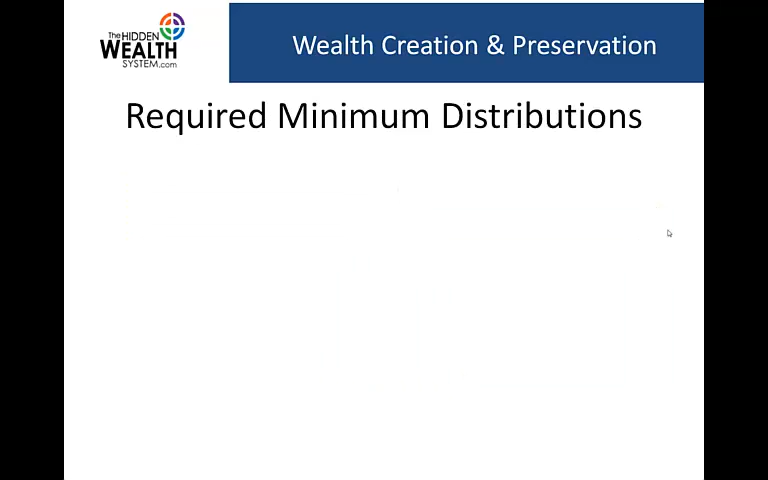 The HIDDEN
WEALTH
SYSTEM.com
Wealth Creation & Preservation
Required Minimum Distributions